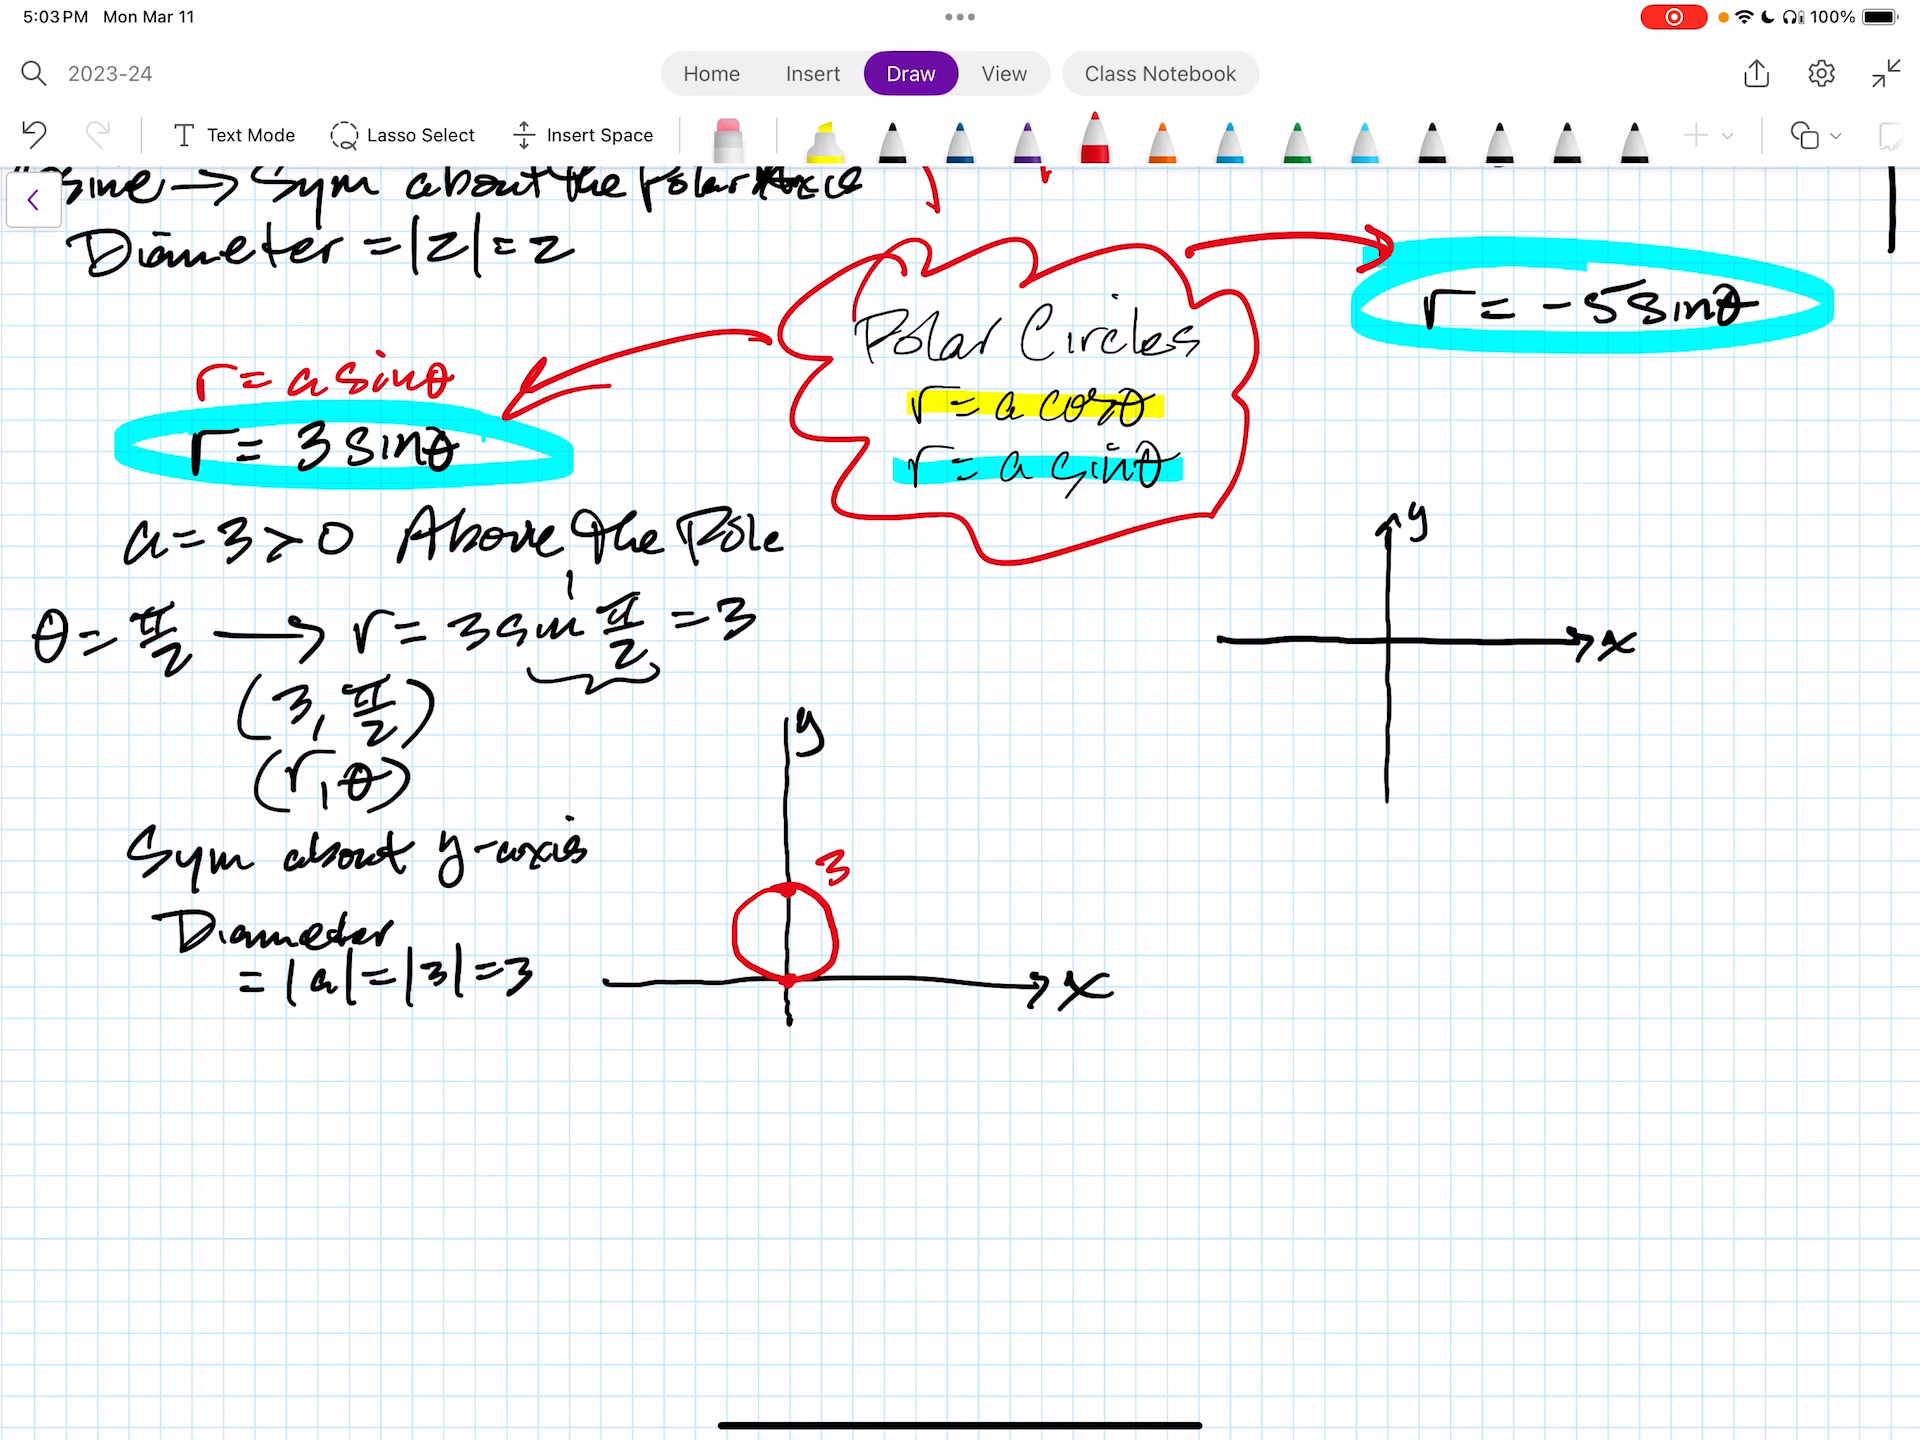 5:03 PM Mon Mar 11
100%
2023-24
Home Insert Draw View Class Notebook
Text Mode Lasso Select Insert Space
→ Sym about the Polar Axis
Diameter = |2| = 2
r = -5 sinθ
Polar Circles
r = a cosθ
r = a sinθ
r = a sinθ
r = 3 sinθ
a = 3 > 0 Above the Pole
1
θ = π/2 → r = 3 sin π/2 = 3
(3, π/2)
(r, θ)
Sym about y-axis
Diameter
= |a| = |3| = 3
y
3
x
y
x